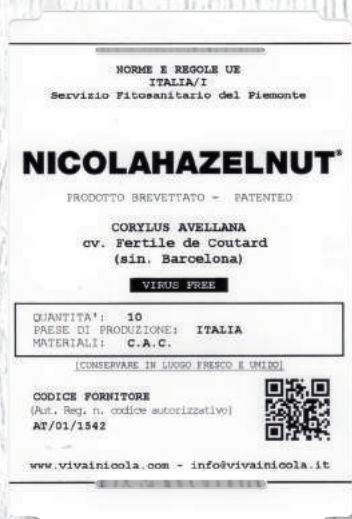 NORME E REGOLE UE
ITALIA/I
Servizio Fitosanitario del Piemonte
NICOLAHAZELNUT®
PRODOTTO BREVETTATO - PATENTED
CORYLUS AVELLANA
cv. Fertile de Coutard
(sin. Barcelona)
VIRUS FREE
QUANTITA': 10
PAESE DI PRODUZIONE: ITALIA
MATERIALI: C.A.C.
[CONSERVARE IN LUOGO FRESCO E UMIDO]
CODICE FORNITORE
(Aut. Reg. n. codice autorizzativo)
AT/01/1542
www.vivainicola.com - info@vivainicola.it